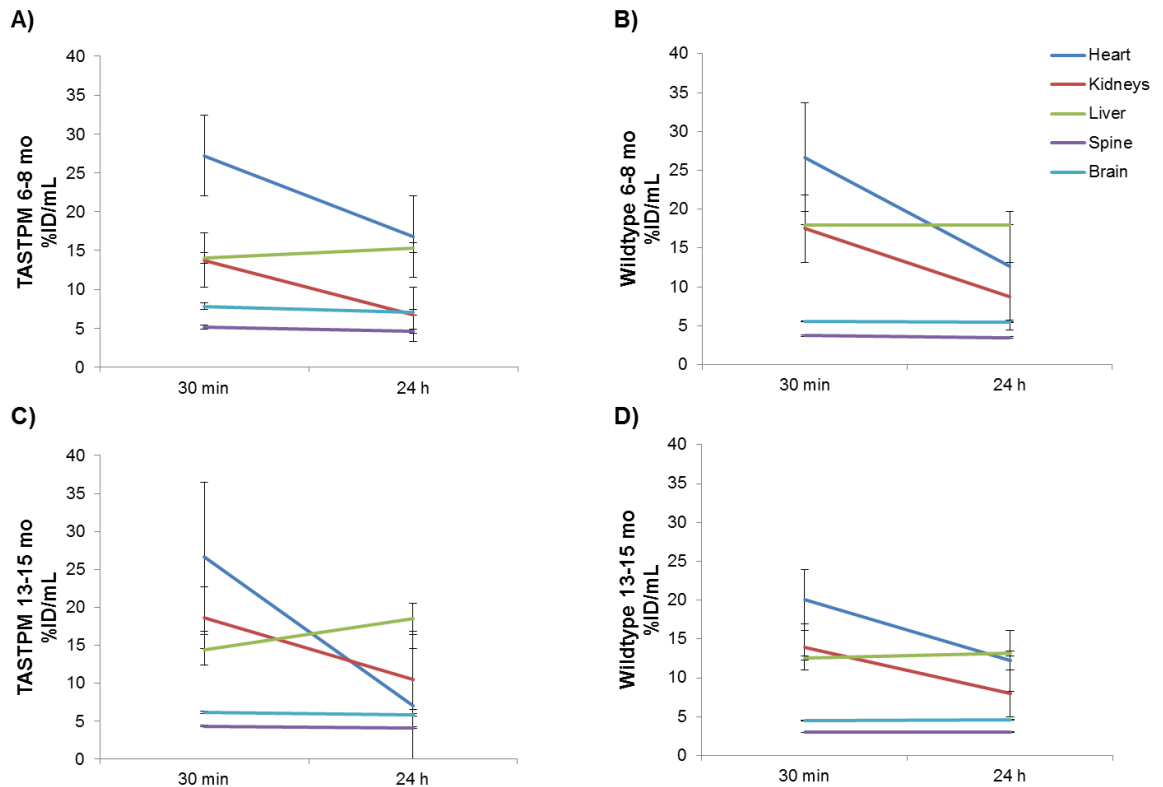 A)
TASTPM 6-8 mo
%ID/mL
40
35
30
25
20
15
10
5
0
30 min
24 h
B)
Wildtype 6-8 mo
%ID/mL
40
35
30
25
20
15
10
5
0
30 min
24 h
Heart
Kidneys
Liver
Spine
Brain
C)
TASTPM 13-15 mo
%ID/mL
40
35
30
25
20
15
10
5
0
30 min
24 h
D)
Wildtype 13-15 mo
%ID/mL
40
35
30
25
20
15
10
5
0
30 min
24 h